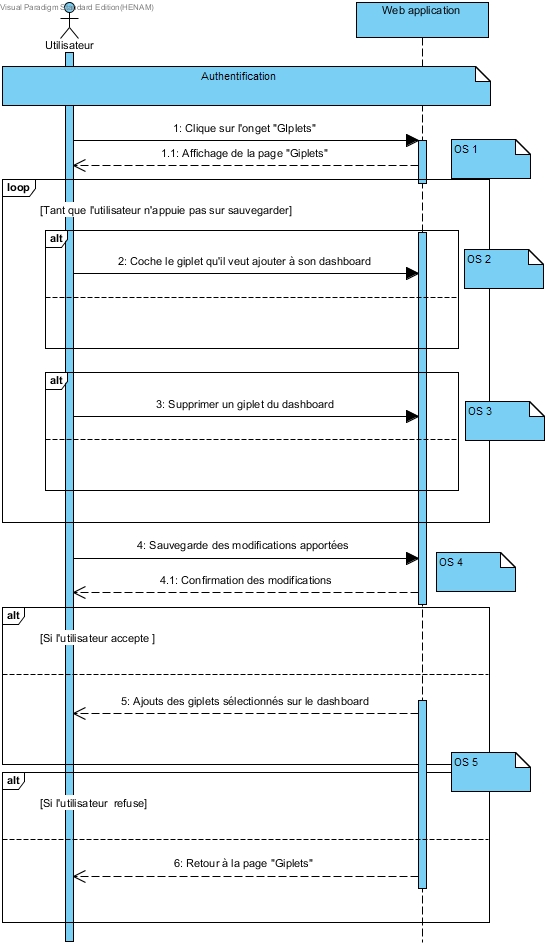 Visual Paradigm Standard Edition(HENAM)
Web application
Utilisateur
Authentification
1: Clique sur l'onget "GIplets"
1.1: Affichage de la page "Giplets"
OS 1
loop
[Tant que l'utilisateur n'appuie pas sur sauvegarder]
alt
2: Coche le giplet qu'il veut ajouter à son dashboard
OS 2
alt
3: Supprimer un giplet du dashboard
OS 3
4: Sauvegarde des modifications apportées
OS 4
4.1: Confirmation des modifications
alt
[Si l'utilisateur accepte ]
5: Ajouts des giplets sélectionnés sur le dashboard
OS 5
alt
[Si l'utilisateur  refuse]
6: Retour à la page "Giplets"